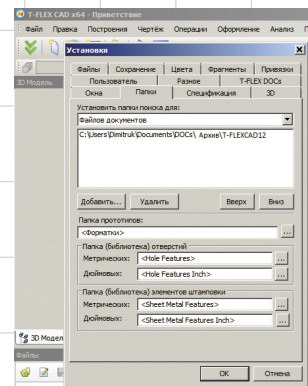 T-FLEX CAD x64 - Приветствие
Файл Правка Построения Чертёж Операции Оформление Анализ П
Установки
3D Модель
Файлы Сохранение Цвета Фрагменты Привязки
Пользователь Разное T-FLEX DOCs
Окна Папки Спецификация 3D
Установить папки поиска для:
Файлов документов
C:\Users\Dimitruk\Documents\DOCs\ Архив\T-FLEXCAD12
Добавить... Удалить Вверх Вниз
Папка прототипов:
<Форматки> ...
Папка (библиотека) отверстий
Метрических: <Hole Features> ...
Дюймовых: <Hole Features Inch> ...
Папка (библиотека) элементов штамповки
Метрических: <Sheet Metal Features> ...
Дюймовых: <Sheet Metal Features Inch> ...
3D Модел
Файлы
OK Отмена